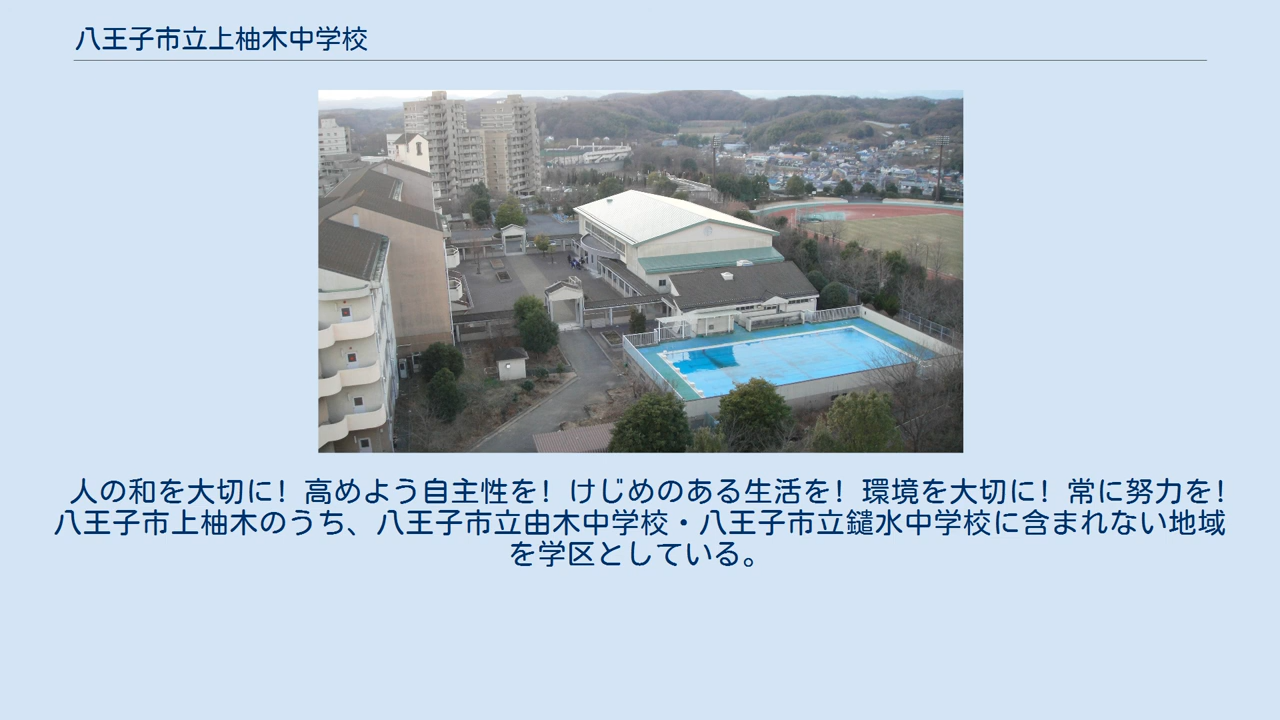 八王子市立上柚木中学校
人の和を大切に！高めよう自主性を！けじめのある生活を！環境を大切に！常に努力を！
八王子市上柚木のうち、八王子市立由木中学校・八王子市立鑓水中学校に含まれない地域
を学区としている。